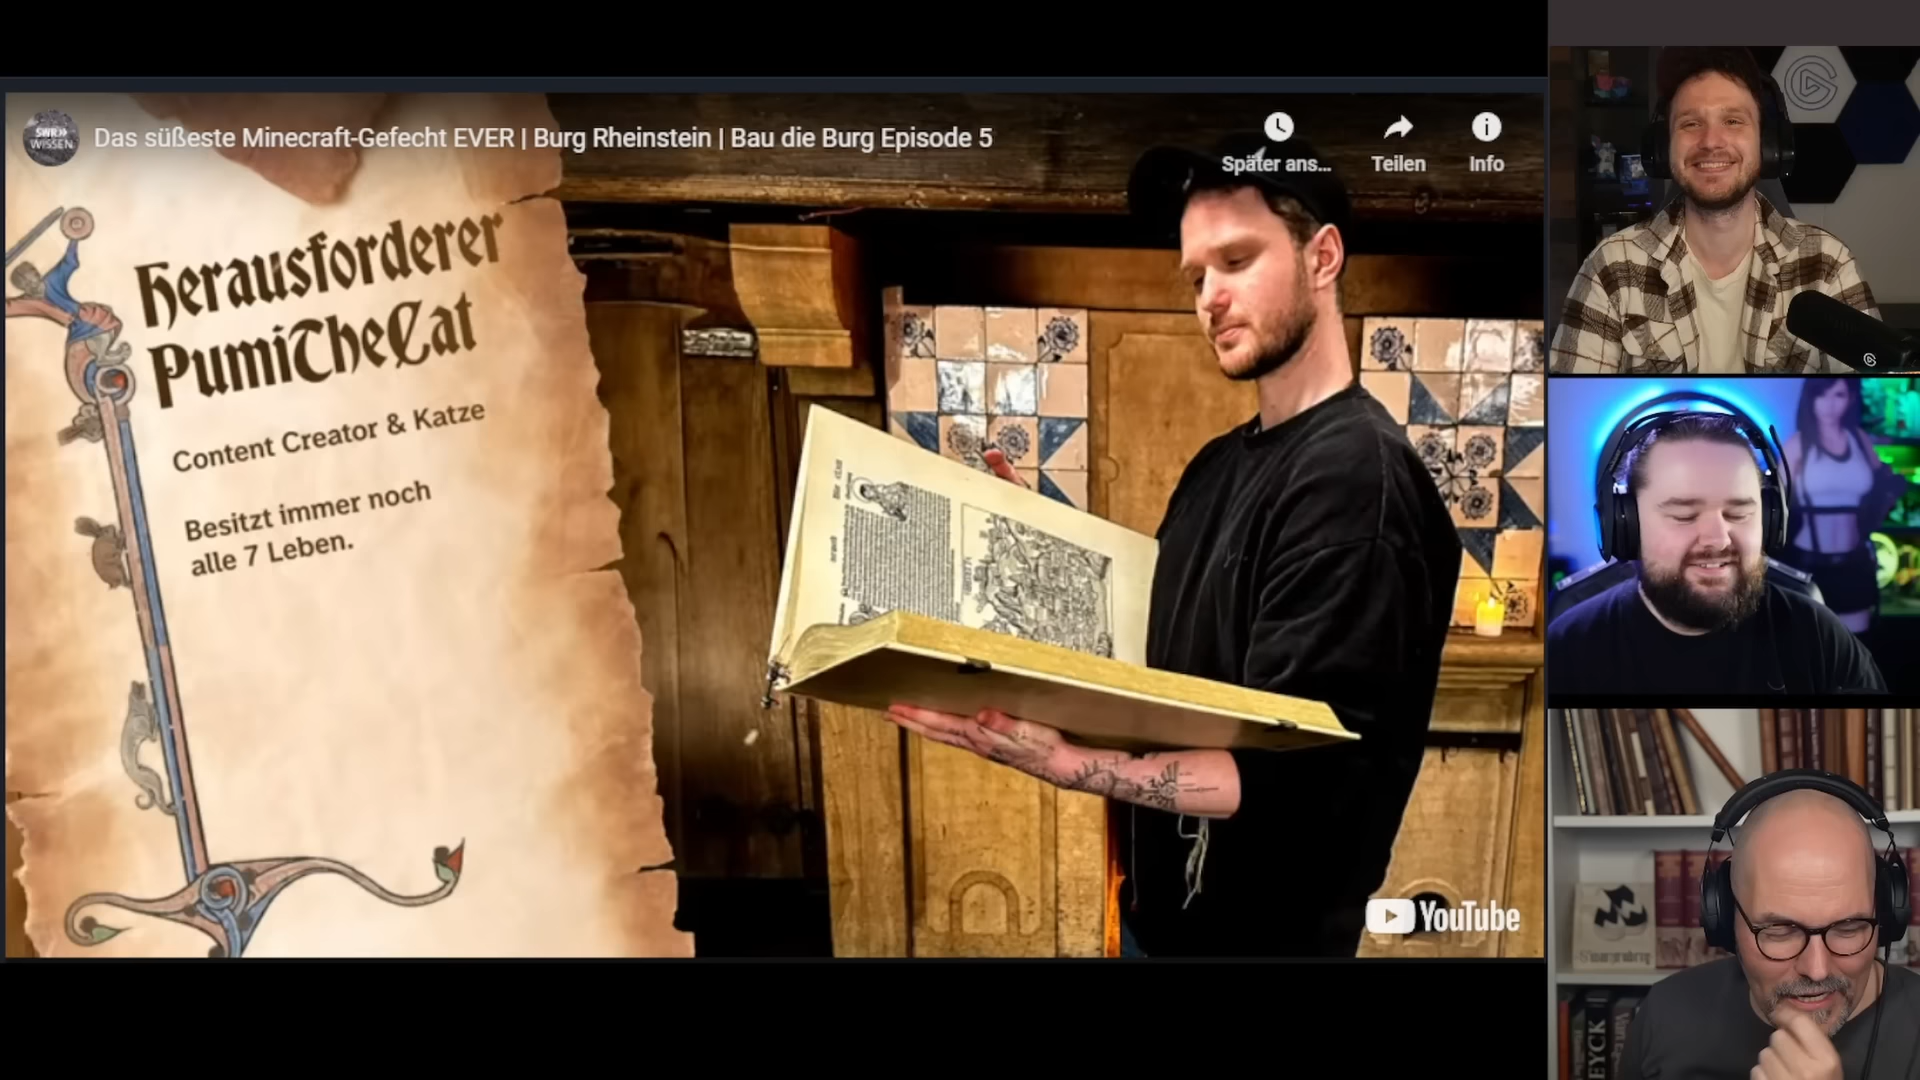 SWR»
WISSEN
Das süßeste Minecraft-Gefecht EVER | Burg Rheinstein | Bau die Burg Episode 5
Später ans...
Teilen
Info
Herausforderer
PumiTheCat
Content Creator & Katze
Besitzt immer noch
alle 7 Leben.
YouTube
EYCK